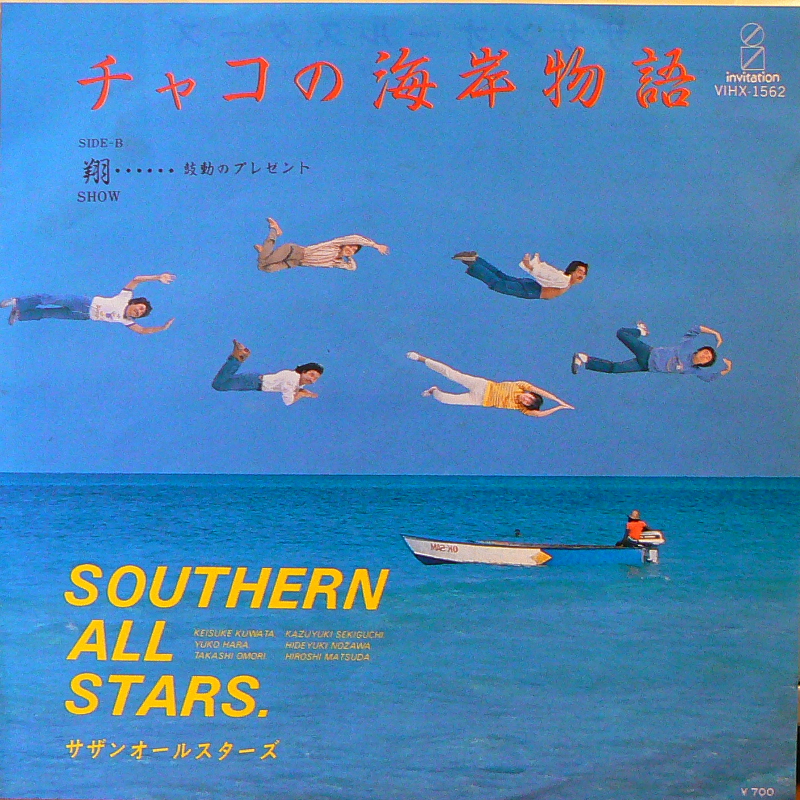 チャコの海岸物語
invitation
VIHX-1562
SIDE-B
翔・・・・・・鼓動のプレゼント
SHOW
SOUTHERN
ALL
STARS.
KEISUKE KUWATA KAZUYUKI SEKIGUCHI
YUKO HARA HIDEYUKI NOZAWA
TAKASHI OMORI HIROSHI MATSUDA
サザンオールスターズ
¥700